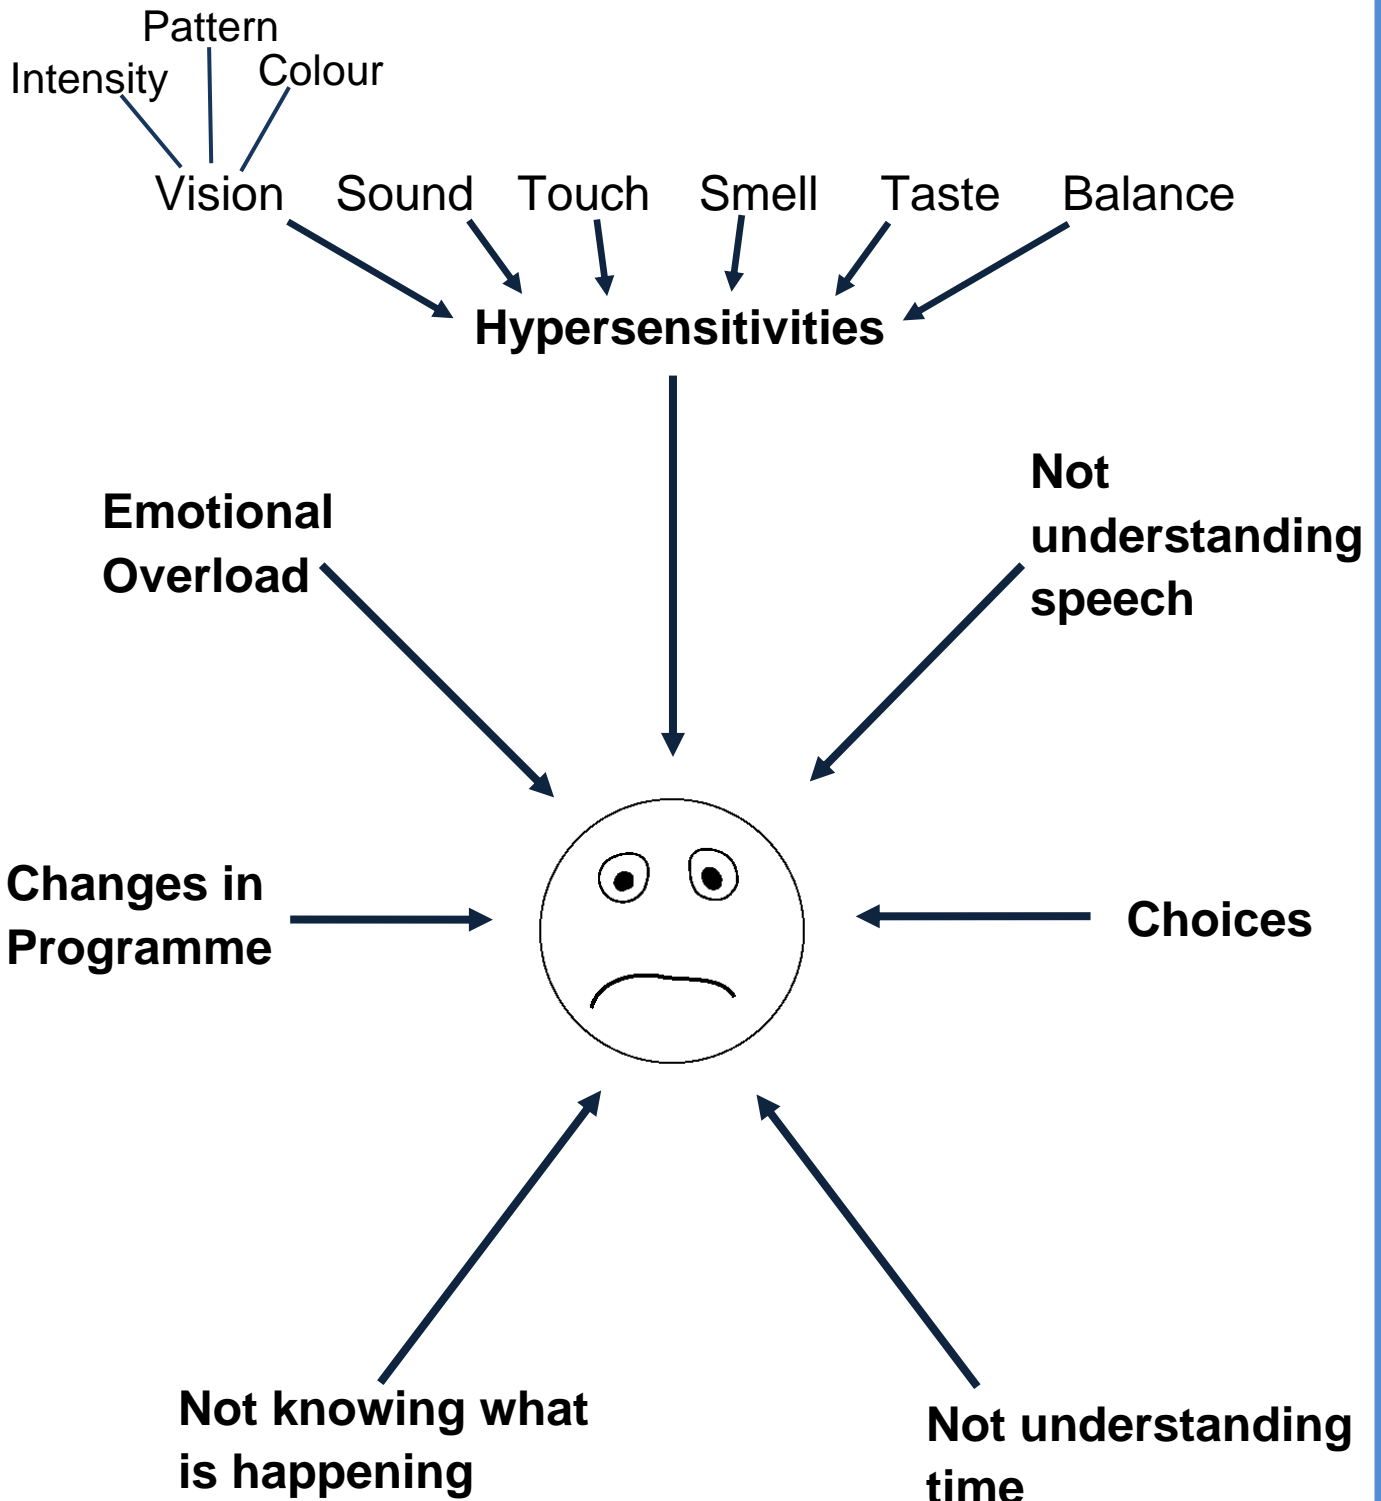 Pattern
Intensity
Colour
Vision Sound Touch Smell Taste Balance
Hypersensitivities
Emotional
Overload
Not
understanding
speech
Changes in
Programme
Choices
Not knowing what
is happening
Not understanding
time